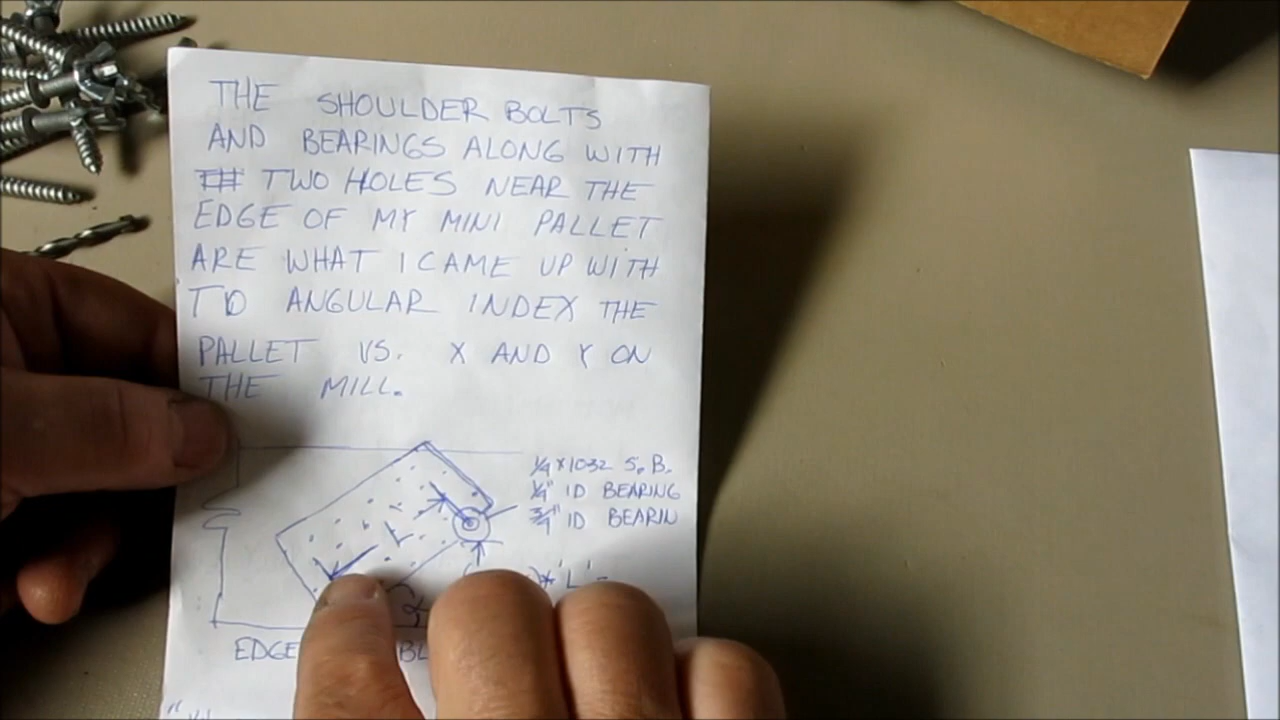 THE SHOULDER BOLTS
AND BEARINGS ALONG WITH
TWO HOLES NEAR THE
EDGE OF MY MINI PALLET
ARE WHAT I CAME UP WITH
TO ANGULAR INDEX THE
PALLET VS. X AND Y ON
THE MILL.
1/4 X 1032 S. B.
1/4" ID BEARING
3/4" ID BEARIN
L
'L' =
α
EDGE